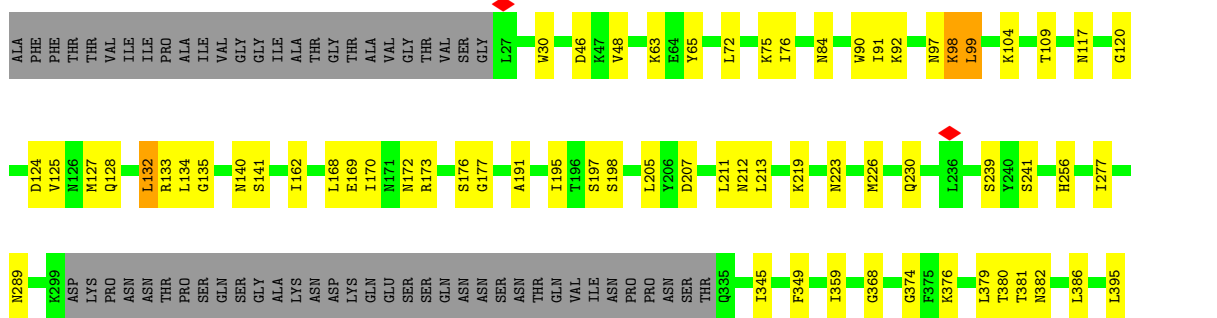 ALA PHE PHE THR THR VAL ILE ILE PRO ALA ILE VAL GLY GLY ILE ALA THR GLY THR ALA VAL GLY THR VAL SER GLY L27 W30 D46 K47 V48 K63 E64 Y65 L72 K75 I76 N84 W90 I91 K92 N97 K98 L99 K104 T109 N117 G120
D124 V125 N126 M127 Q128 L132 R133 L134 G135 N140 S141 I162 L168 E169 I170 N171 N172 R173 S176 G177 A191 I195 T196 S197 S198 L205 Y206 D207 L211 N212 L213 K219 N223 M226 Q230 L236 S239 Y240 S241 H256 I277
N289 K299 ASP LYS PRO ASN ASN THR PRO SER GLN SER GLY ALA LYS ASN ASP LYS GLN GLU SER SER GLN ASN ASN SER ASN THR GLN VAL ILE ASN PRO PRO ASN SER THR Q335 I345 F349 I359 G368 G374 F375 K376 L379 T380 T381 N382 L386 L395